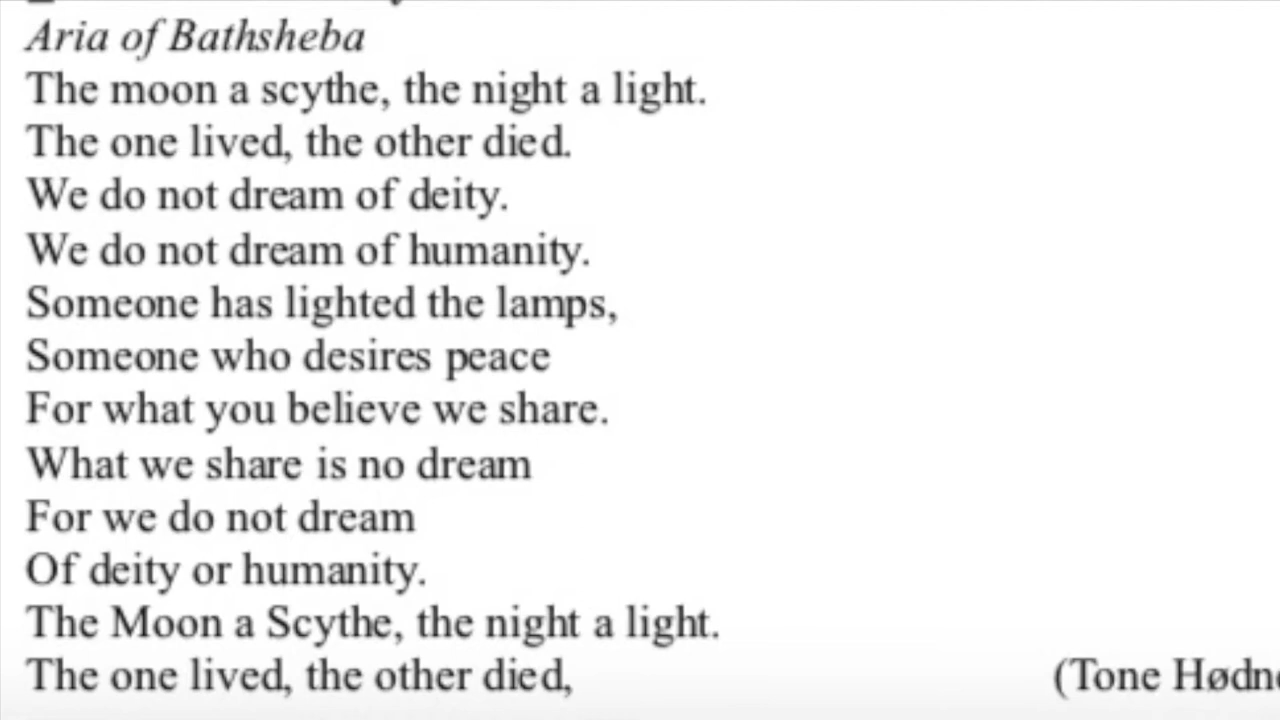 Aria of Bathsheba
The moon a scythe, the night a light.
The one lived, the other died.
We do not dream of deity.
We do not dream of humanity.
Someone has lighted the lamps,
Someone who desires peace
For what you believe we share.
What we share is no dream
For we do not dream
Of deity or humanity.
The Moon a Scythe, the night a light.
The one lived, the other died, (Tone